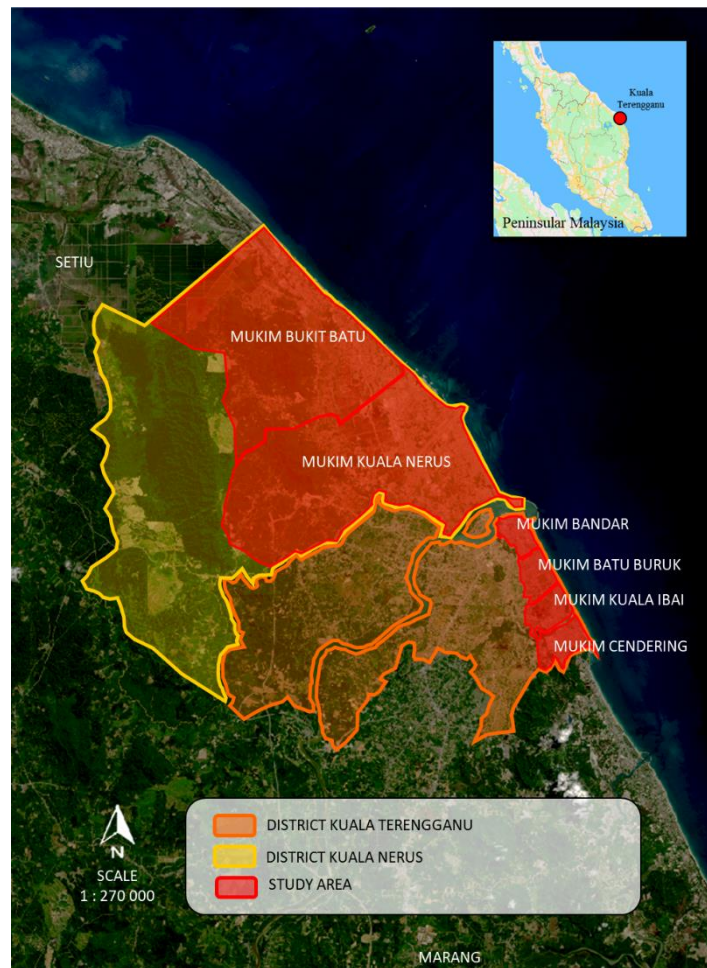 Kuala
Terengganu
Peninsular Malaysia
SETIU
MUKIM BUKIT BATU
MUKIM KUALA NERUS
MUKIM BANDAR
MUKIM BATU BURUK
MUKIM KUALA IBAI
MUKIM CENDERING
N
SCALE
1 : 270 000
DISTRICT KUALA TERENGGANU
DISTRICT KUALA NERUS
STUDY AREA
MARANG